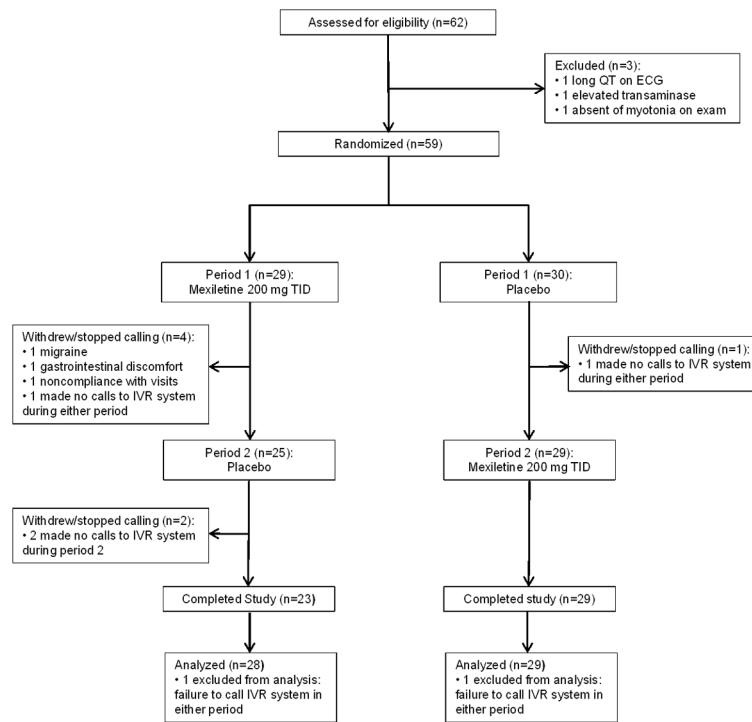 Assessed for eligibility (n=62)
Excluded (n=3):
• 1 long QT on ECG
• 1 elevated transaminase
• 1 absent of myotonia on exam
Randomized (n=59)
Period 1 (n=29):
Mexiletine 200 mg TID
Period 1 (n=30):
Placebo
Withdrew/stopped calling (n=4):
• 1 migraine
• 1 gastrointestinal discomfort
• 1 noncompliance with visits
• 1 made no calls to IVR system
during either period
Withdrew/stopped calling (n=1):
• 1 made no calls to IVR system
during either period
Period 2 (n=25):
Placebo
Period 2 (n=29):
Mexiletine 200 mg TID
Withdrew/stopped calling (n=2):
• 2 made no calls to IVR system
during period 2
Completed Study (n=23)
Completed study (n=29)
Analyzed (n=28)
• 1 excluded from analysis:
failure to call IVR system in
either period
Analyzed (n=29)
• 1 excluded from analysis:
failure to call IVR system in
either period